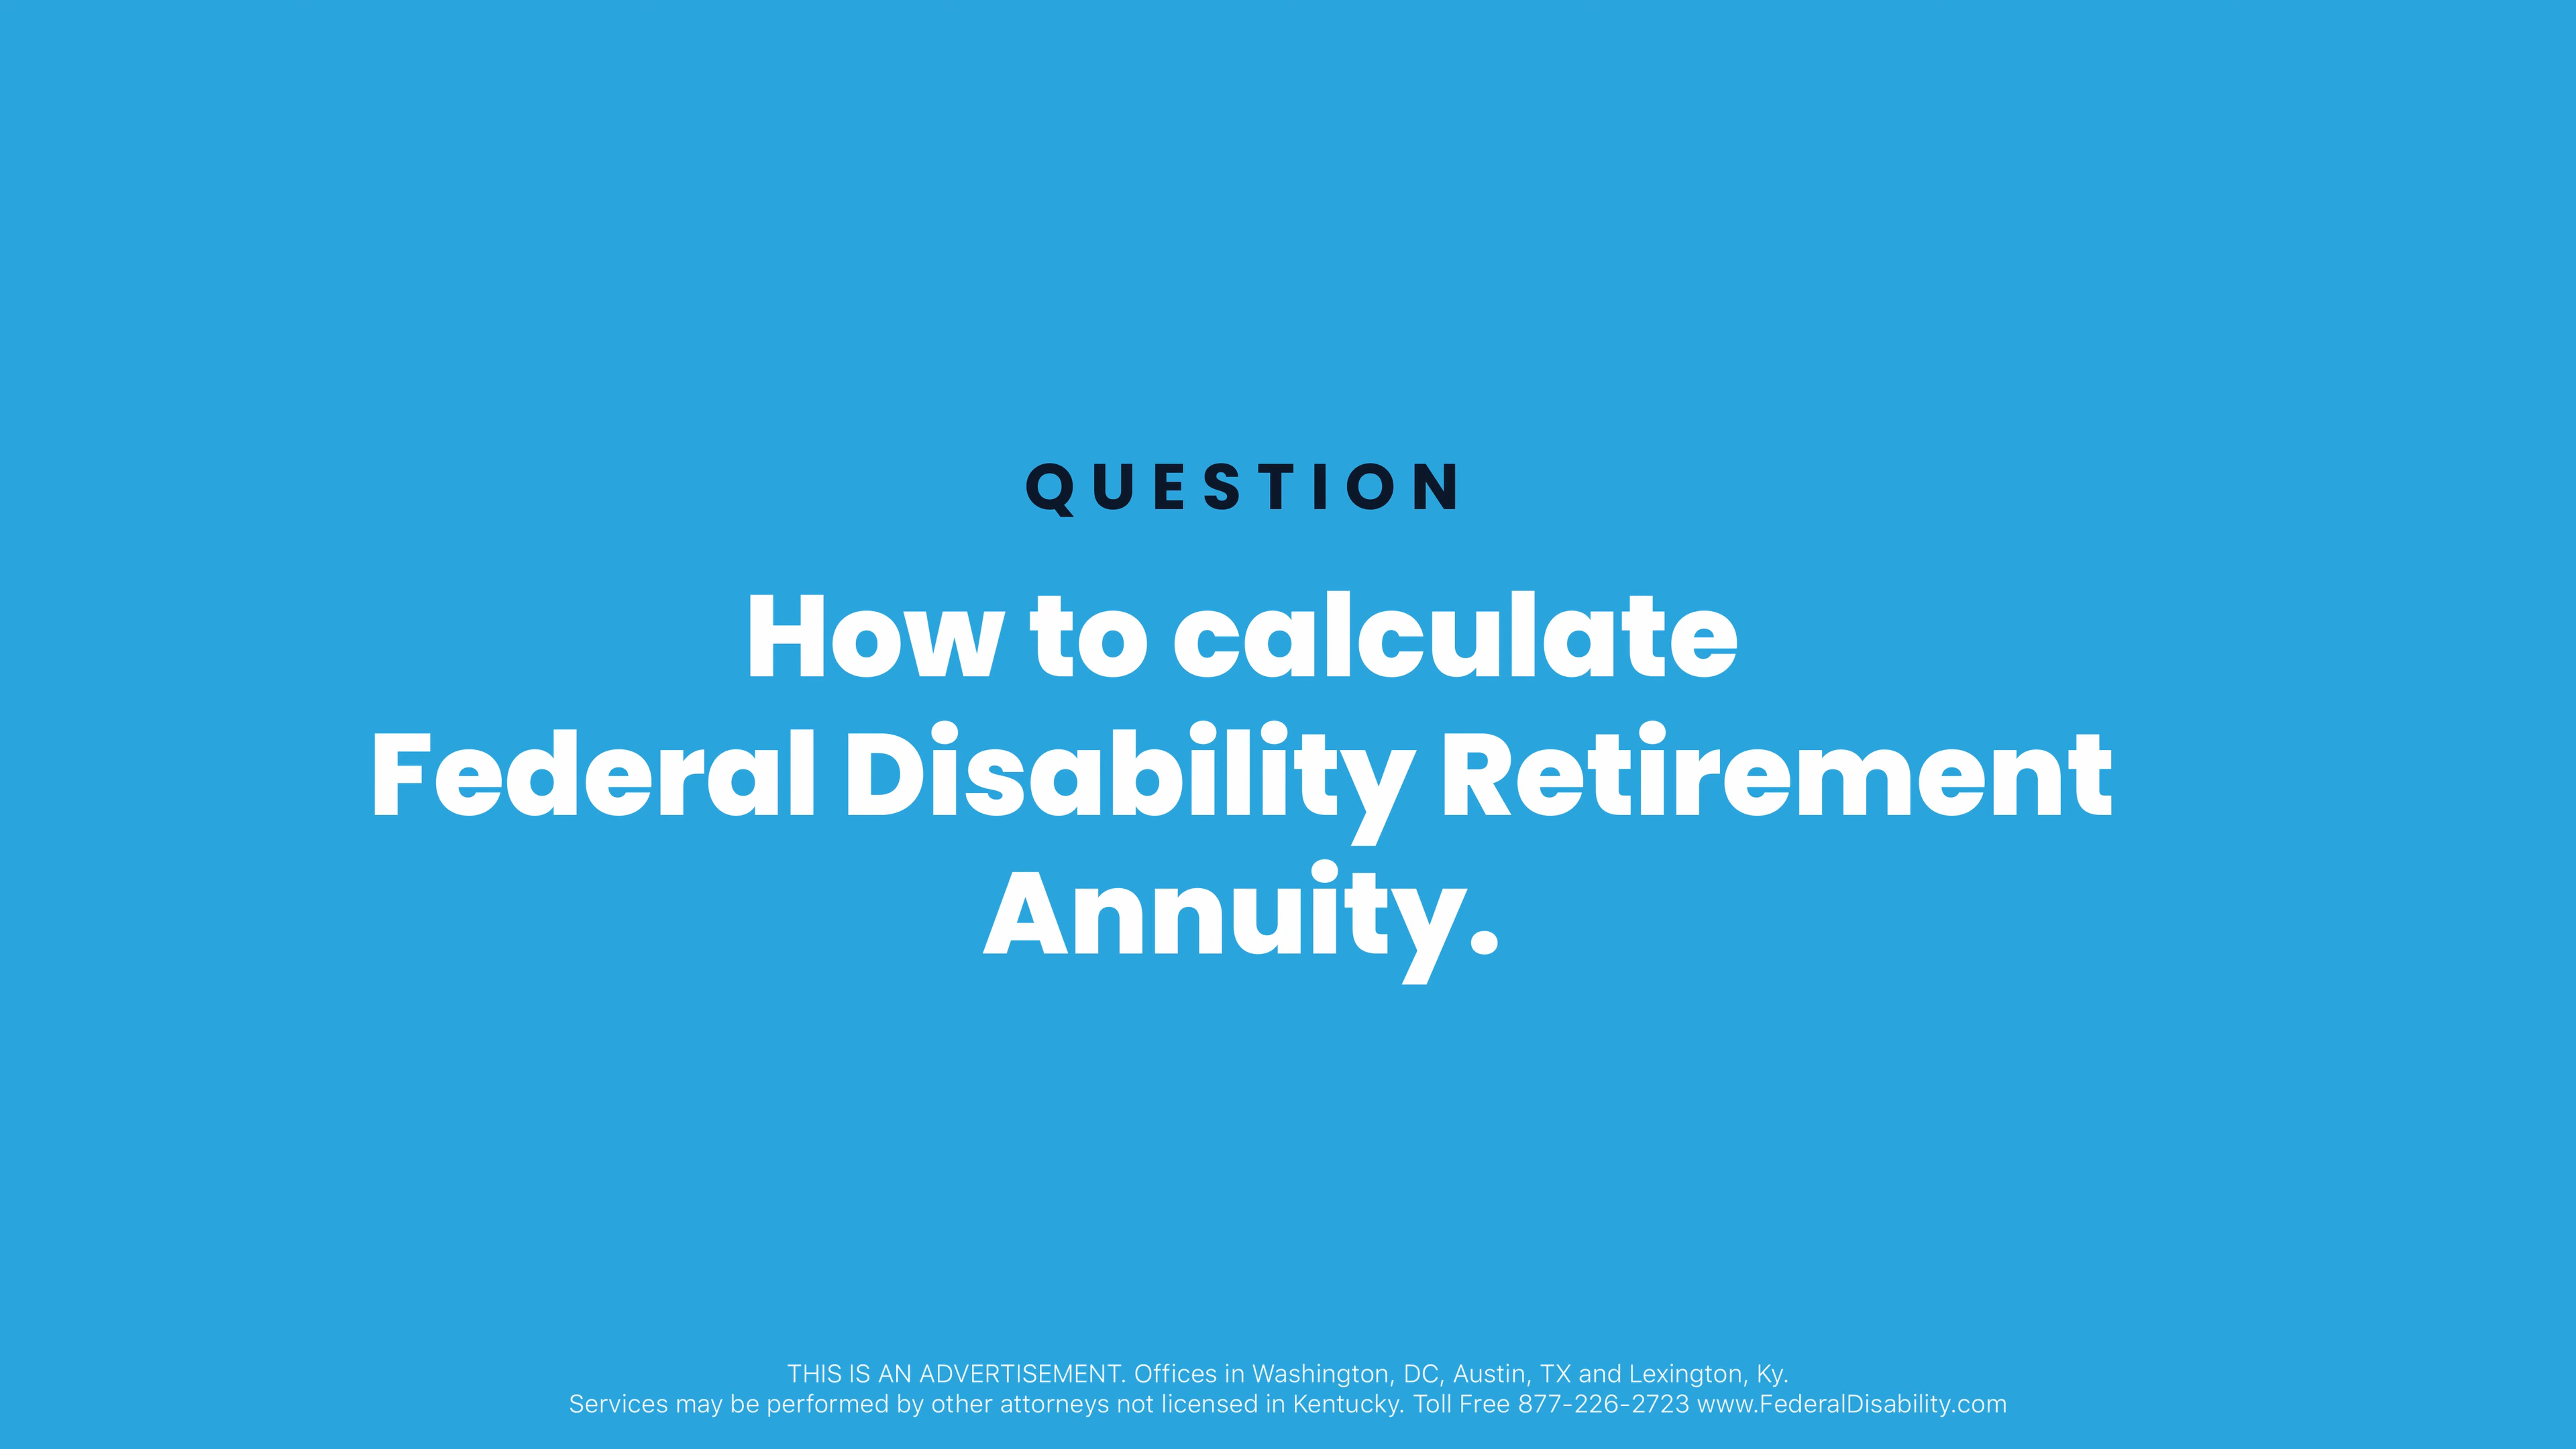 QUESTION
How to calculate
Federal Disability Retirement
Annuity.
THIS IS AN ADVERTISEMENT. Offices in Washington, DC, Austin, TX and Lexington, Ky.
Services may be performed by other attorneys not licensed in Kentucky. Toll Free 877-226-2723 www.FederalDisability.com